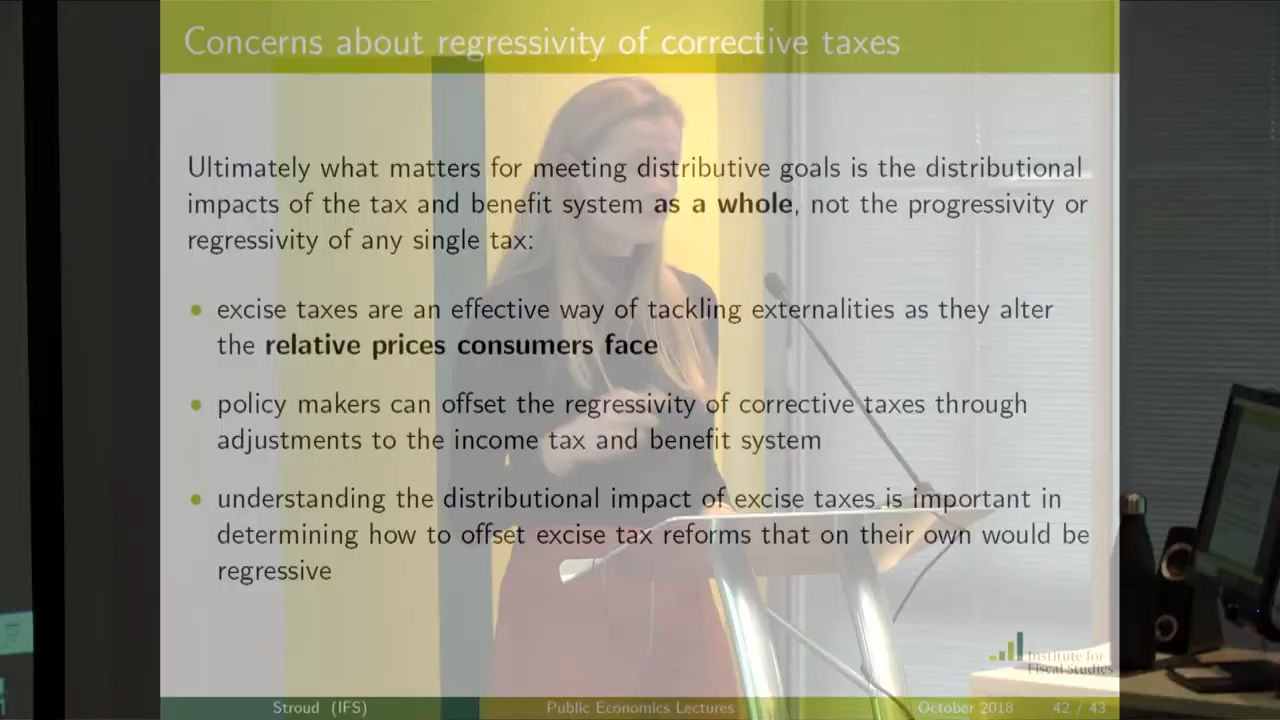 Concerns about regressivity of corrective taxes
Ultimately what matters for meeting distributive goals is the distributional
impacts of the tax and benefit system as a whole, not the progressivity or
regressivity of any single tax:
• excise taxes are an effective way of tackling externalities as they alter
the relative prices consumers face
• policy makers can offset the regressivity of corrective taxes through
adjustments to the income tax and benefit system
• understanding the distributional impact of excise taxes is important in
determining how to offset excise tax reforms that on their own would be
regressive
Institute for
Fiscal Studies
Stroud (IFS) Public Economics Lectures October 2018 42 / 43